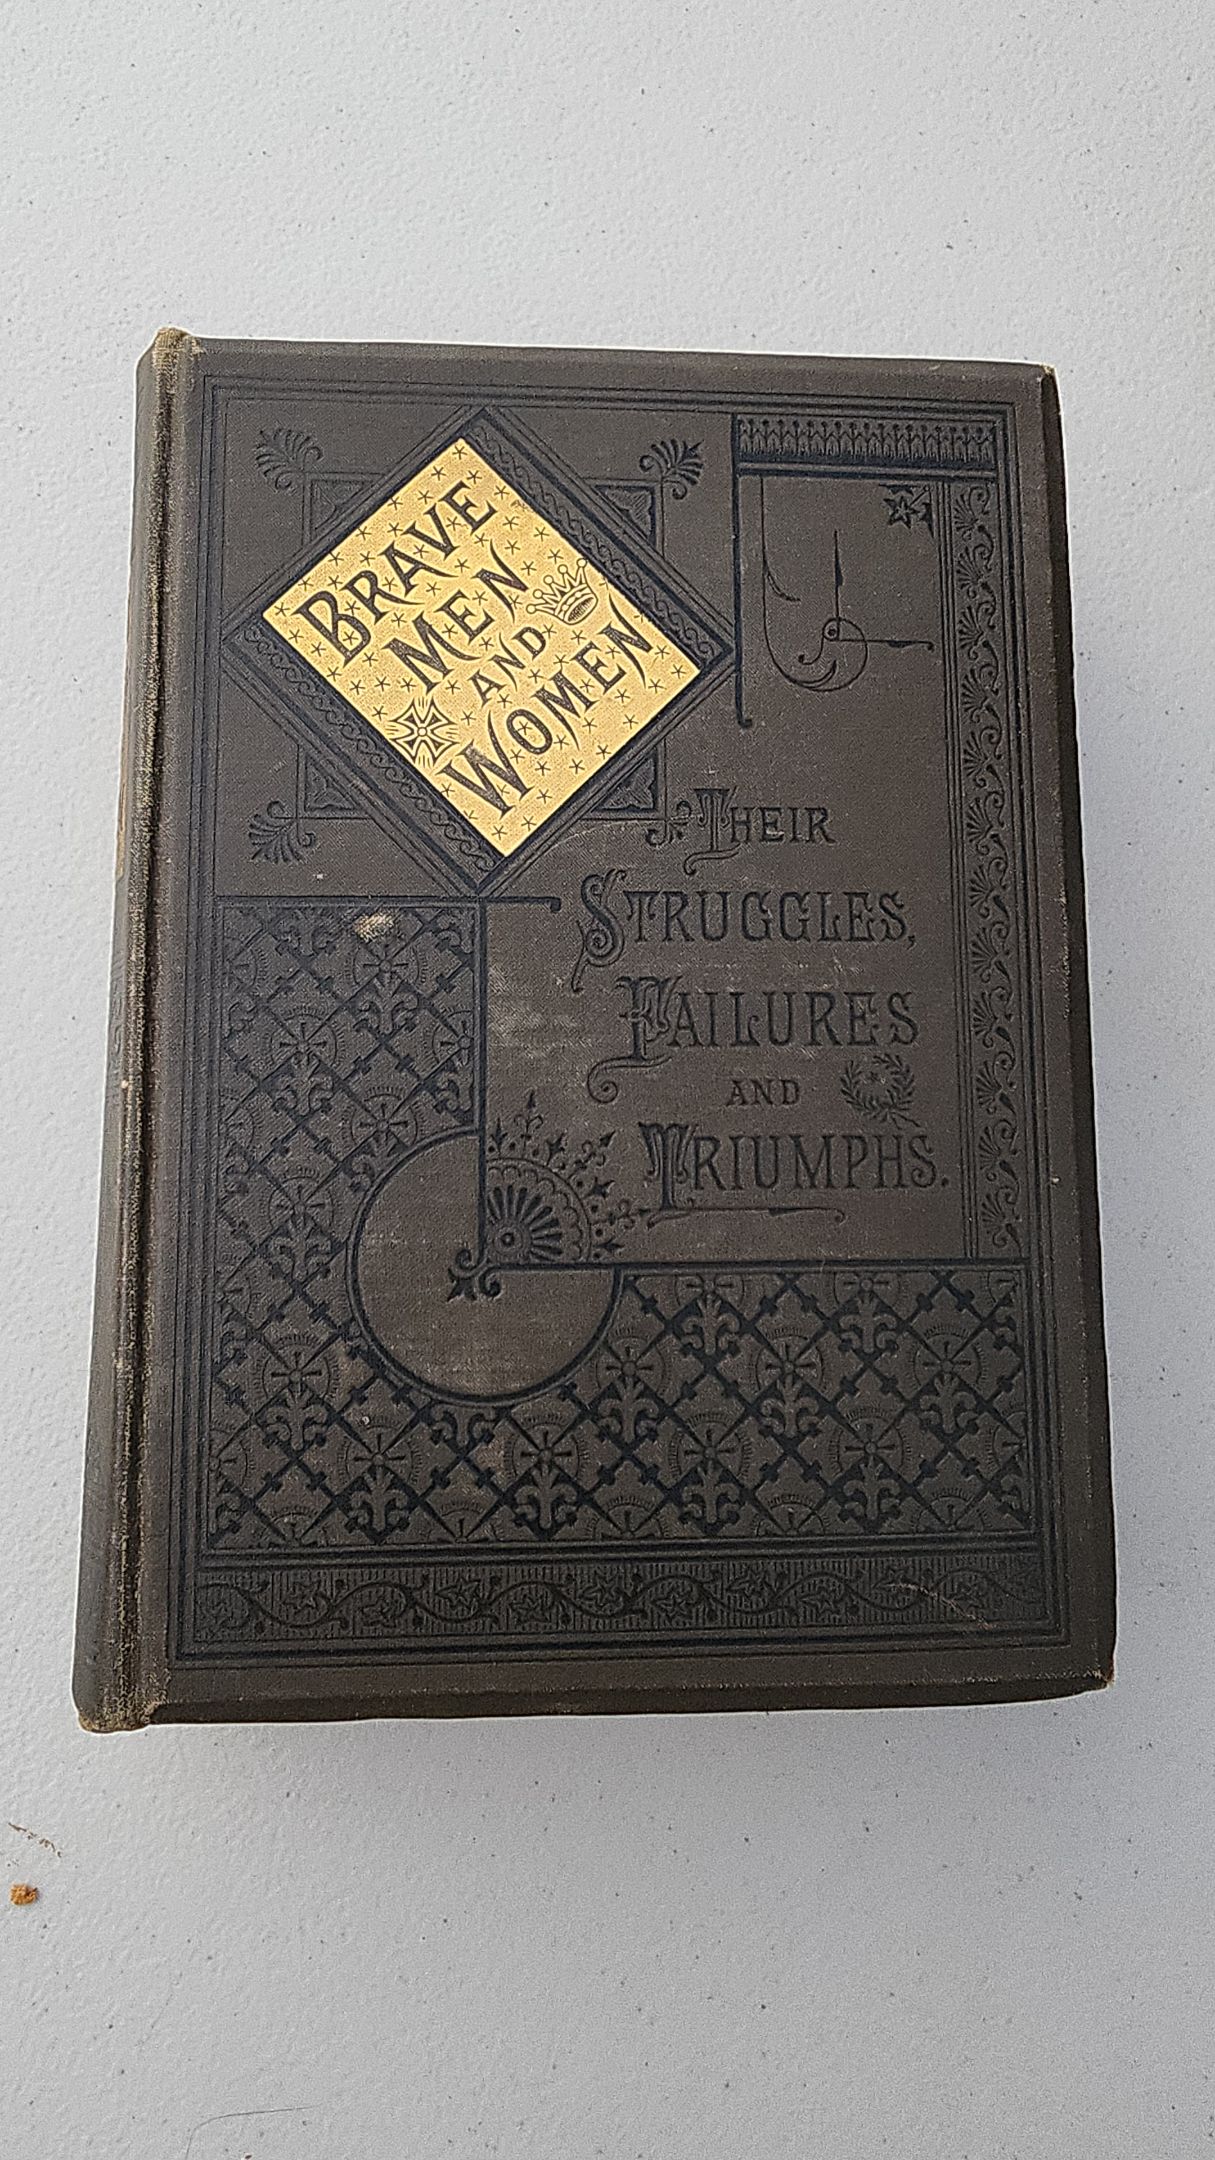 BRAVE
MEN
AND
WOMEN
THEIR
STRUGGLES,
FAILURES
AND
TRIUMPHS.